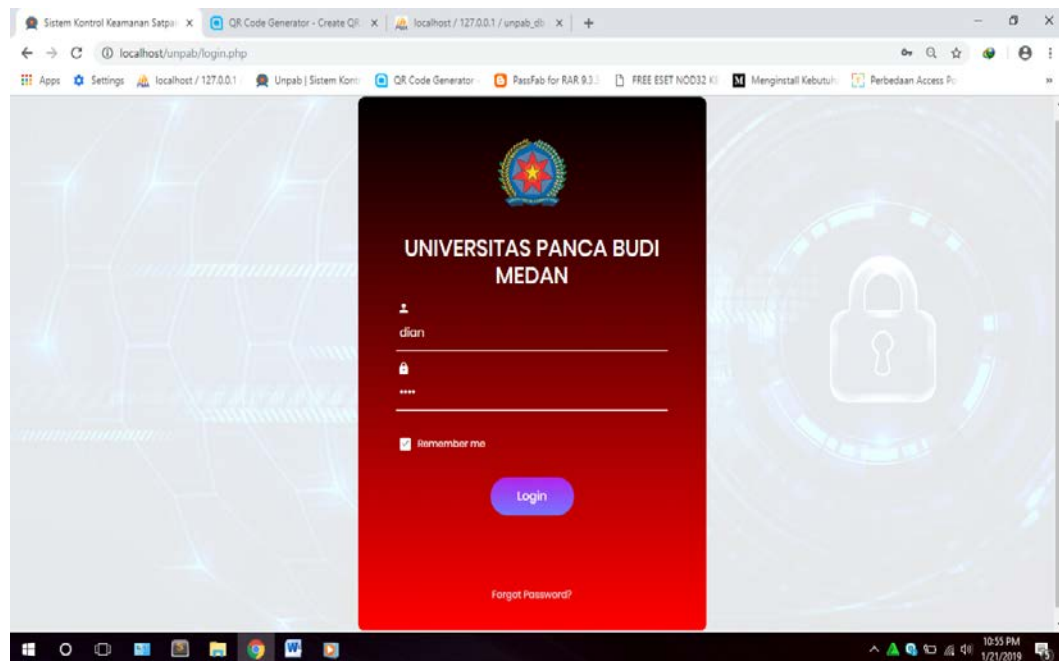 Sistem Kontrol Keamanan Satpa
QR Code Generator - Create QR
localhost / 127.0.0.1 / unpab_db
localhost/unpab/login.php
Apps
Settings
localhost / 127.0.0.1
Unpab | Sistem Kont
QR Code Generator -
PassFab for RAR 9.3.
FREE ESET NOD32 K
Menginstall Kebutuh
Perbedaan Access Po
UNIVERSITAS PANCA BUDI
MEDAN
dian
••••
Remember me
Login
Forgot Password?
10:55 PM
1/21/2019